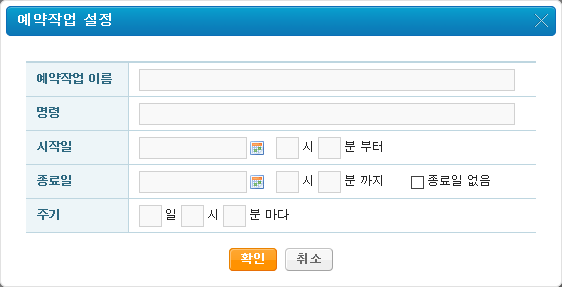 예약작업 설정
예약작업 이름
명령
시작일 시 분 부터
종료일 시 분 까지 종료일 없음
주기 일 시 분 마다
확인 취소